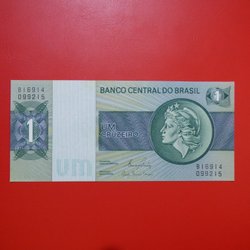 BANCO CENTRAL DO BRASIL
1
B16914
099215
1
UM
CRUZEIRO
B16914
099215
UM